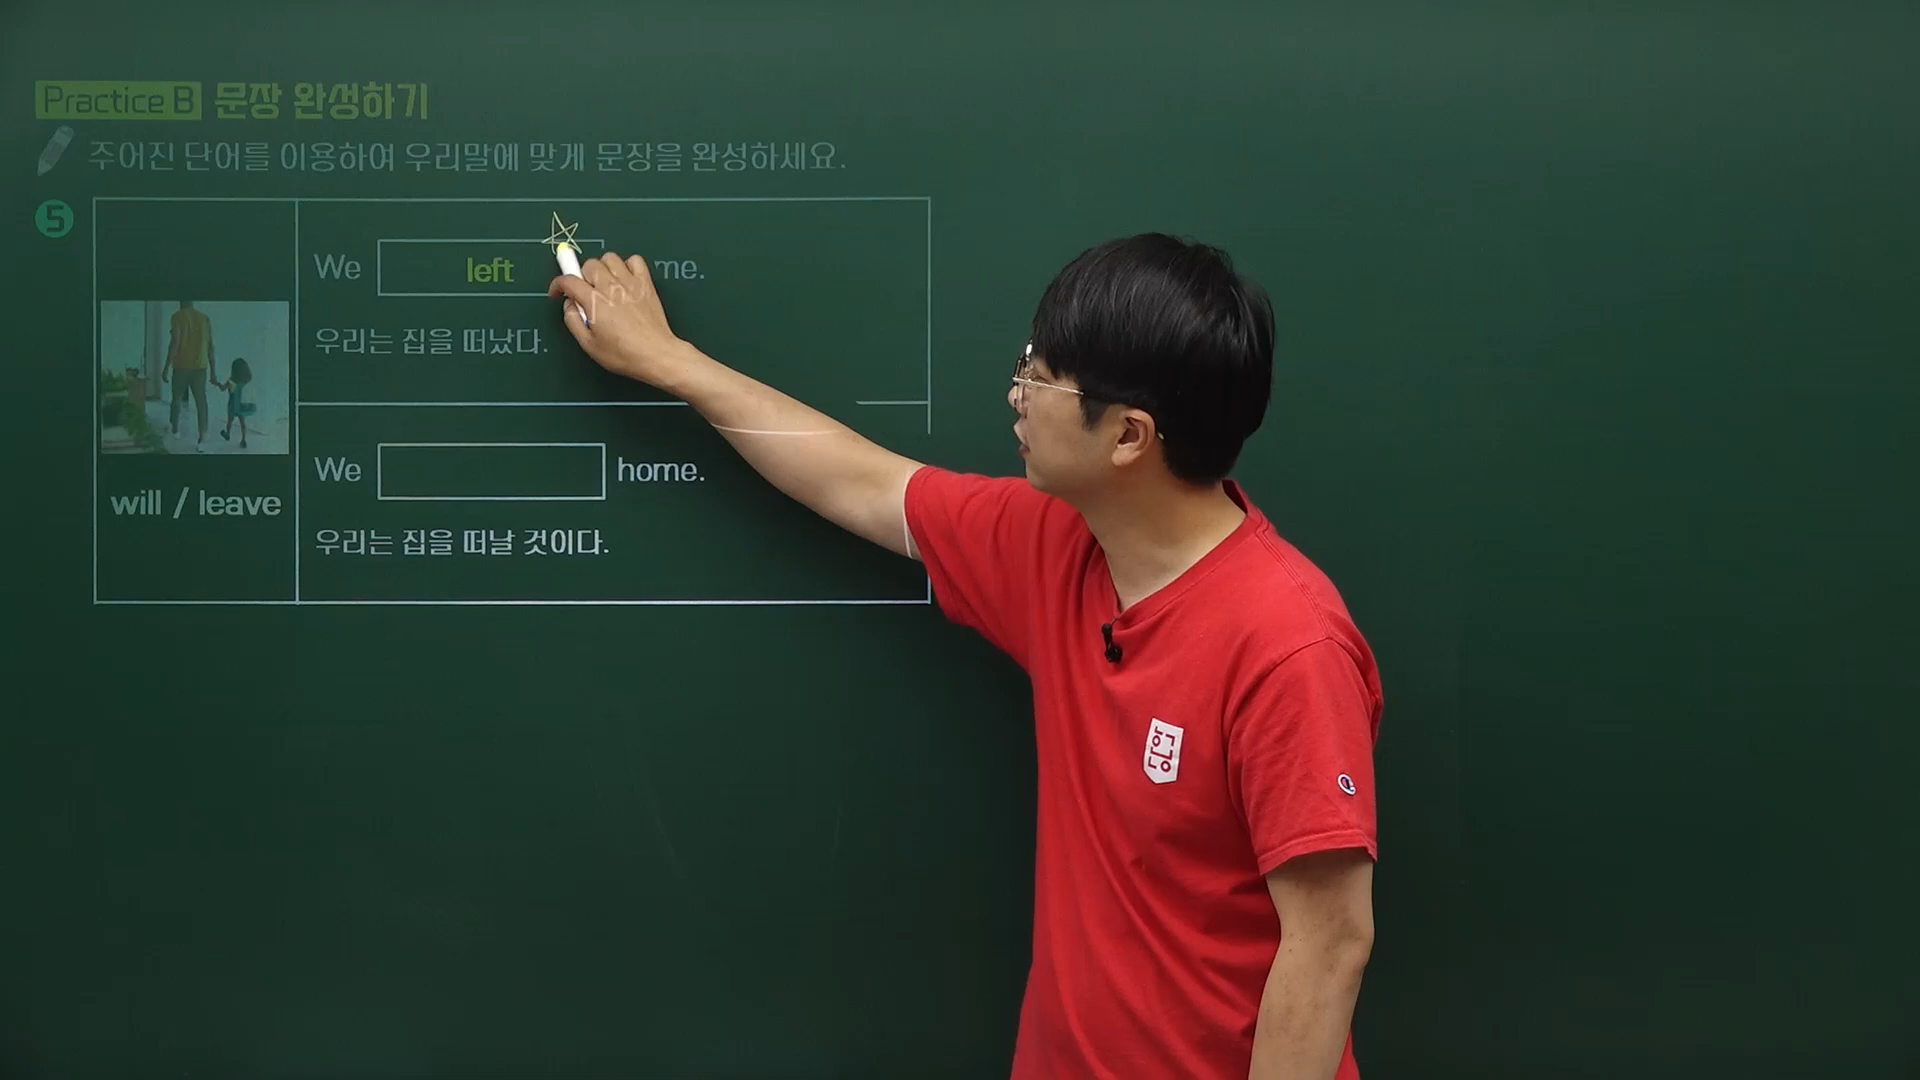 Practice B 문장 완성하기
주어진 단어를 이용하여 우리말에 맞게 문장을 완성하세요.
5
We left me.
우리는 집을 떠났다.
will / leave
We home.
우리는 집을 떠날 것이다.